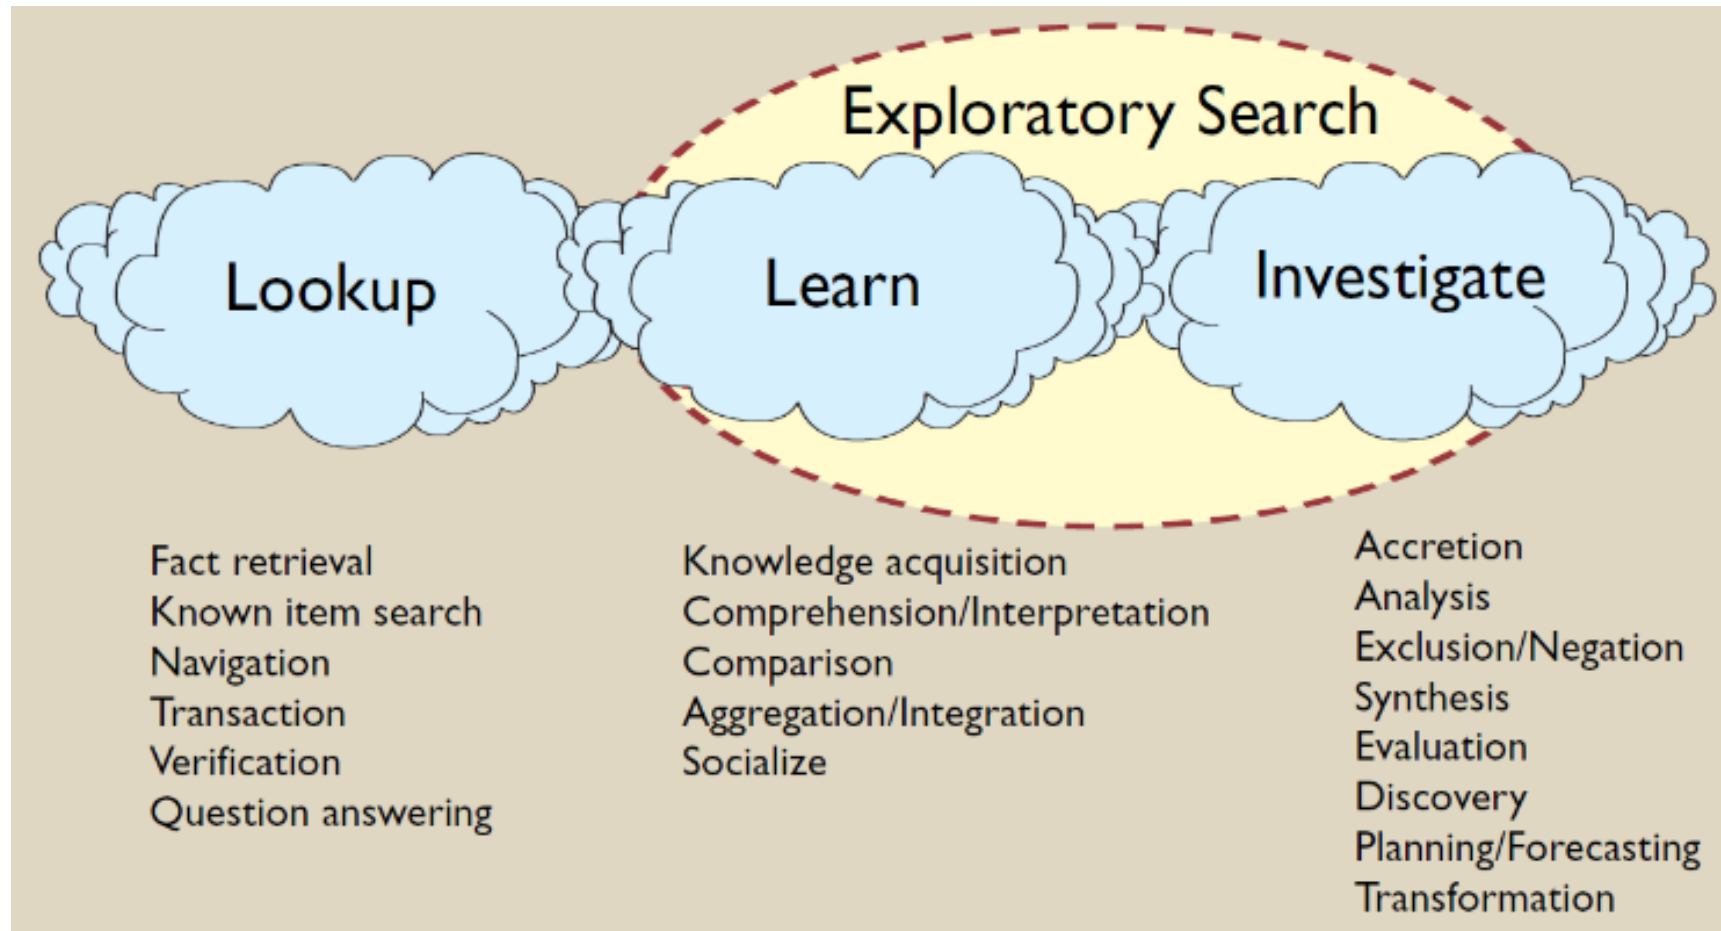 Exploratory Search
Lookup
Learn
Investigate
Fact retrieval
Known item search
Navigation
Transaction
Verification
Question answering
Knowledge acquisition
Comprehension/Interpretation
Comparison
Aggregation/Integration
Socialize
Accretion
Analysis
Exclusion/Negation
Synthesis
Evaluation
Discovery
Planning/Forecasting
Transformation